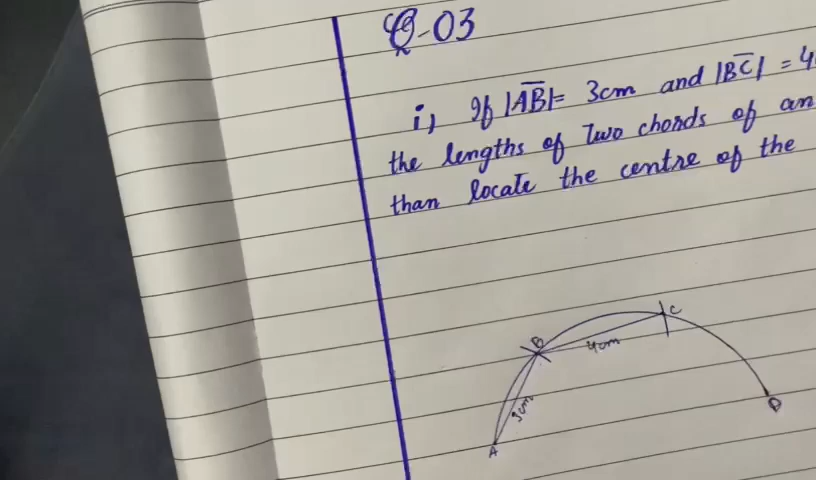 Q-03
i) If |AB|= 3cm and |BC| = 4
the lengths of Two chords of an
than locate the centre of the
C
B
4cm
3cm
D
A